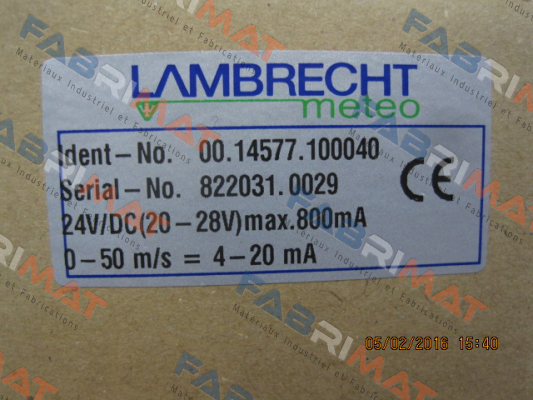 LAMBRECHT
meteo
Ident-No. 00.14577.100040
Serial-No. 822031.0029
CE
24V/DC(20-28V)max.800mA
0-50 m/s = 4-20 mA
05/02/2016 15:40
FABRIMAT
Materiaux Industriel et Fabrications